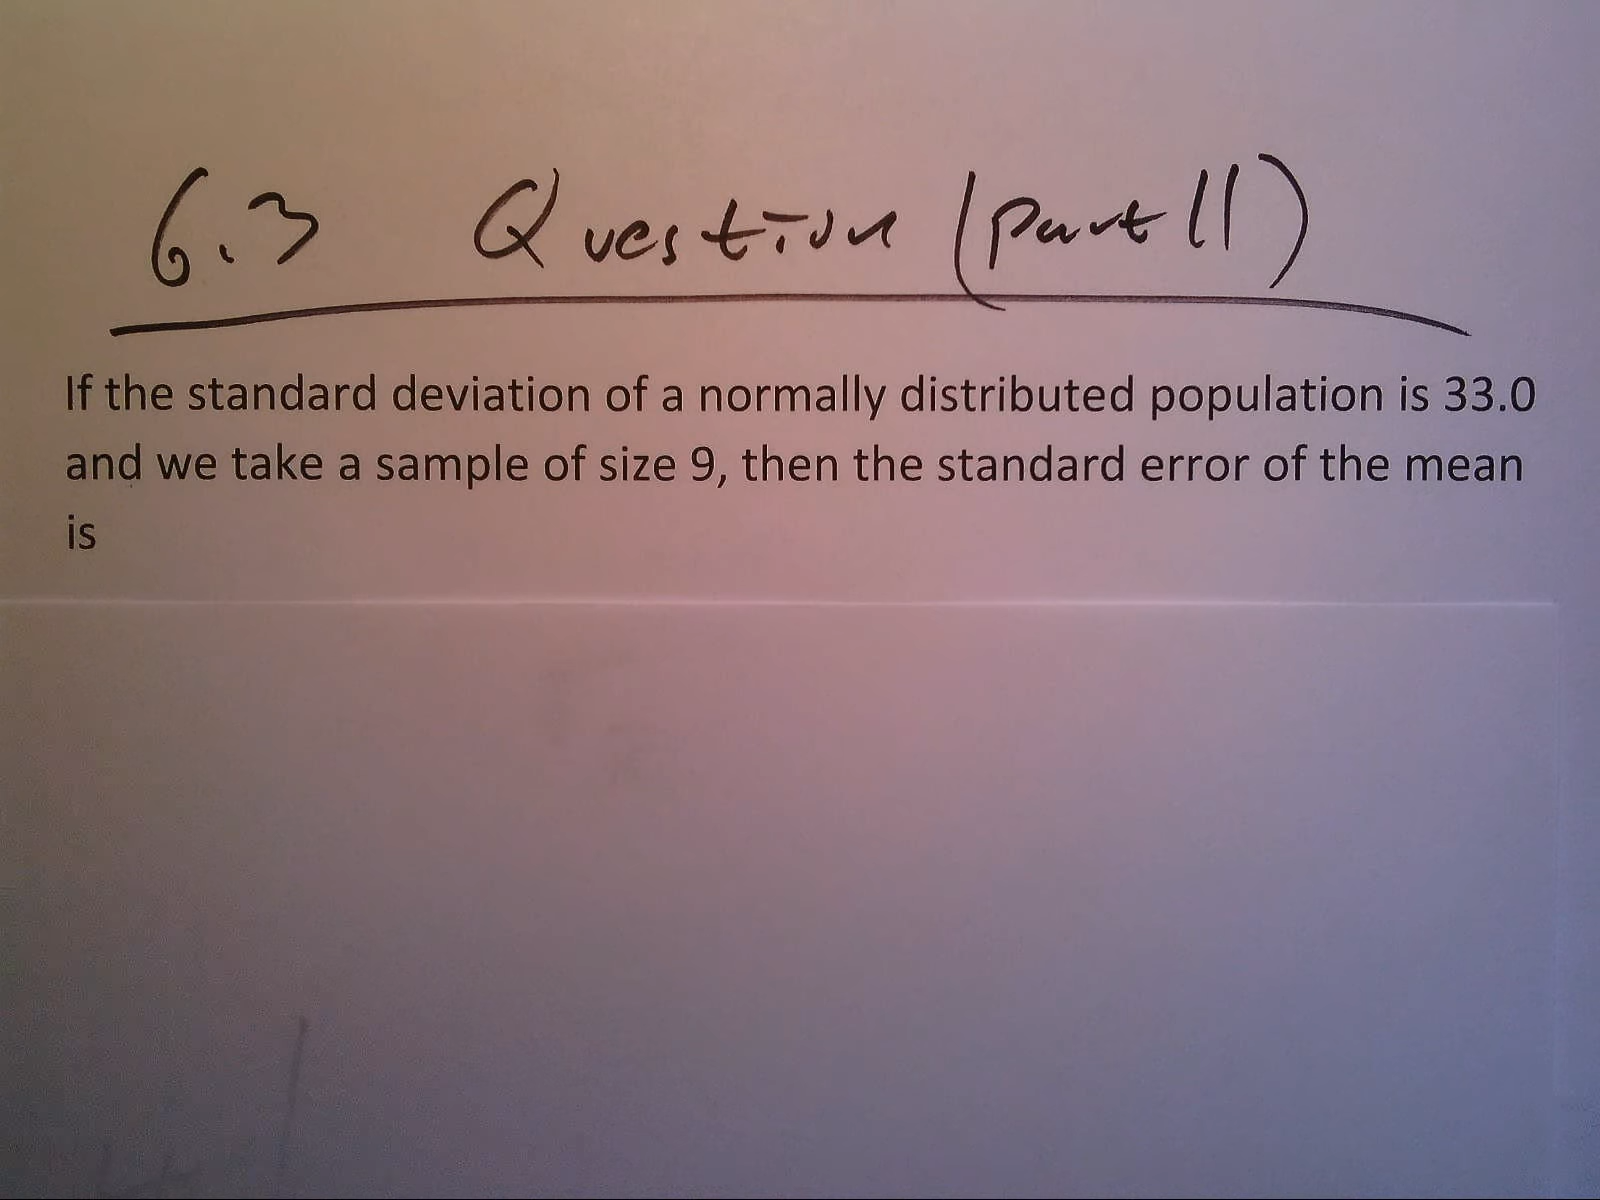 6.3 Question (part II)
If the standard deviation of a normally distributed population is 33.0
and we take a sample of size 9, then the standard error of the mean
is